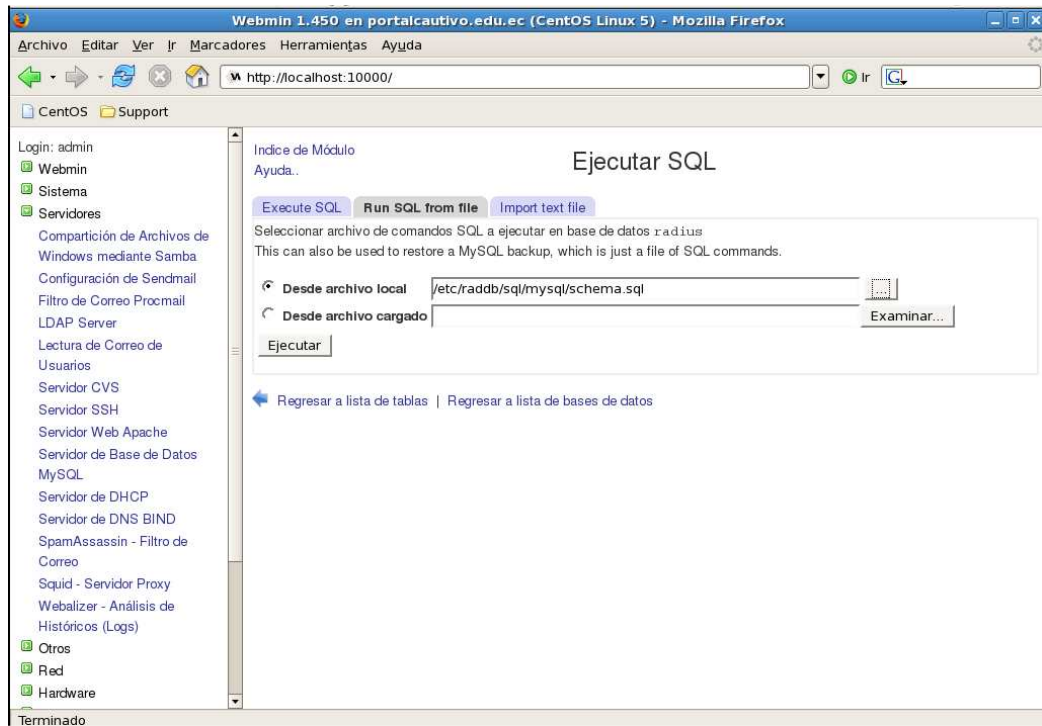 Webmin 1.450 en portalcautivo.edu.ec (CentOS Linux 5) - Mozilla Firefox
Archivo Editar Ver Ir Marcadores Herramientas Ayuda
http://localhost:10000/
Ir
G
CentOS Support
Login: admin
Webmin
Sistema
Servidores
Compartición de Archivos de
Windows mediante Samba
Configuración de Sendmail
Filtro de Correo Procmail
LDAP Server
Lectura de Correo de
Usuarios
Servidor CVS
Servidor SSH
Servidor Web Apache
Servidor de Base de Datos
MySQL
Servidor de DHCP
Servidor de DNS BIND
SpamAssassin - Filtro de
Correo
Squid - Servidor Proxy
Webalizer - Análisis de
Históricos (Logs)
Otros
Red
Hardware
Indice de Módulo
Ayuda..
Ejecutar SQL
Execute SQL Run SQL from file Import text file
Seleccionar archivo de comandos SQL a ejecutar en base de datos radius
This can also be used to restore a MySQL backup, which is just a file of SQL commands.
Desde archivo local /etc/raddb/sql/mysql/schema.sql ...
Desde archivo cargado Examinar...
Ejecutar
Regresar a lista de tablas | Regresar a lista de bases de datos
Terminado